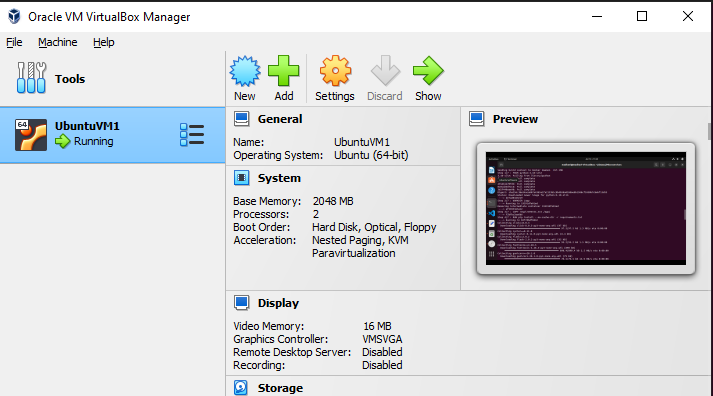 Oracle VM VirtualBox Manager
File Machine Help
Tools
New Add Settings Discard Show
64
UbuntuVM1
Running
General
Name: UbuntuVM1
Operating System: Ubuntu (64-bit)
System
Base Memory: 2048 MB
Processors: 2
Boot Order: Hard Disk, Optical, Floppy
Acceleration: Nested Paging, KVM
Paravirtualization
Preview
Display
Video Memory: 16 MB
Graphics Controller: VMSVGA
Remote Desktop Server: Disabled
Recording: Disabled
Storage